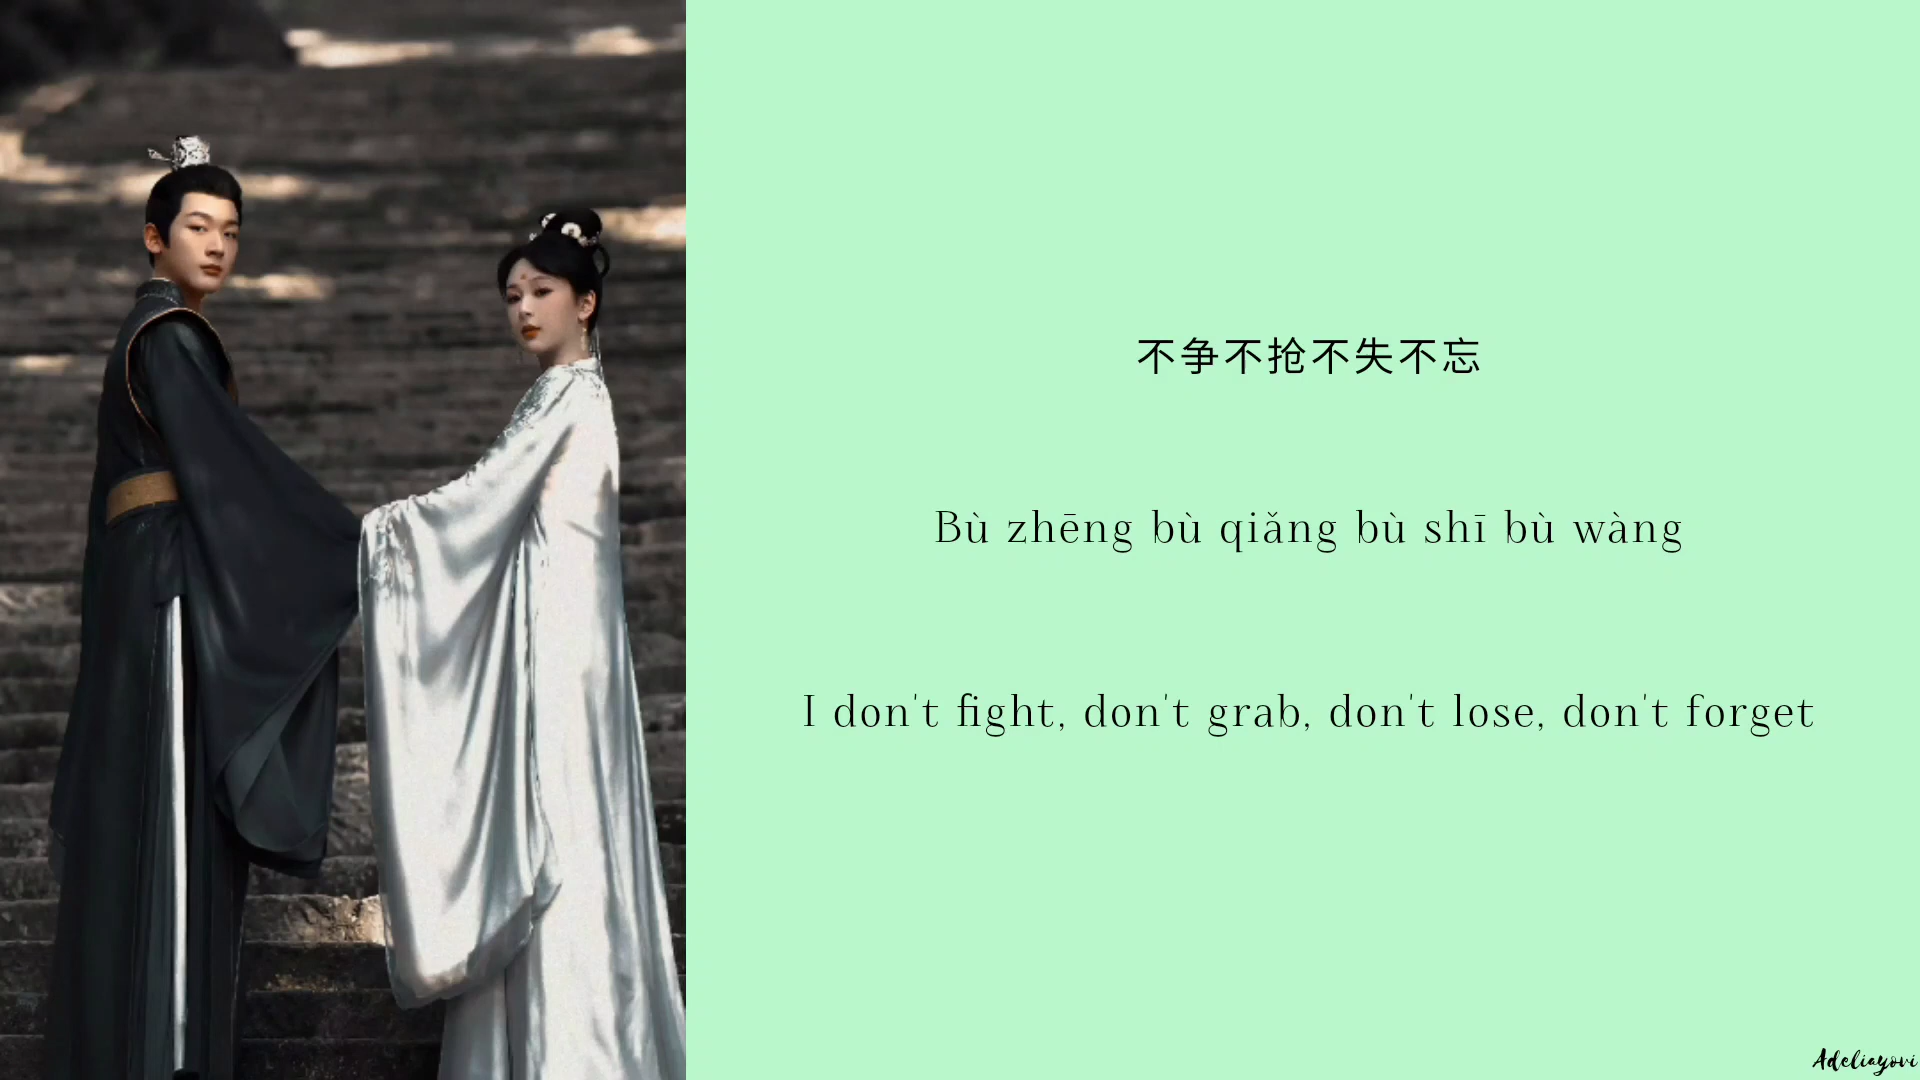 不争不抢不失不忘
Bù zhēng bù qiǎng bù shī bù wàng
I don't fight, don't grab, don't lose, don't forget
Adeliayovi